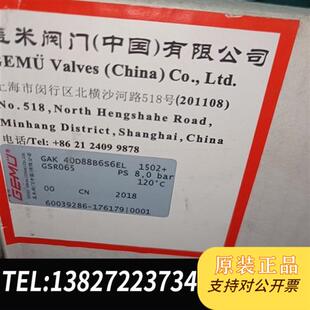 盖米阀门(中国)有限公司
GEMÜ Valves (China) Co., Ltd.
上海市闵行区北横沙河路518号(201108)
No.518, North Hengshahe Road,
Minhang District, Shanghai, China
电话/Tel: +86 21 2409 9878
GEMÜ
GAK 40D88B6S6EL 1502+
GSR065 PS 8,0 bar
120°C
00 CN 2018
60039286-176179|0001
TEL:13827223734
原装正品
支持对公开票